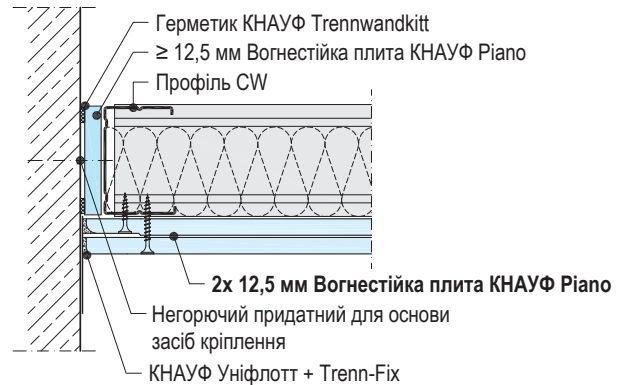 Герметик КНАУФ Trennwandkitt
≥ 12,5 мм Вогнестійка плита КНАУФ Piano
Профіль CW
2x 12,5 мм Вогнестійка плита КНАУФ Piano
Негорючий придатний для основи
засіб кріплення
КНАУФ Уніфлотт + Trenn-Fix